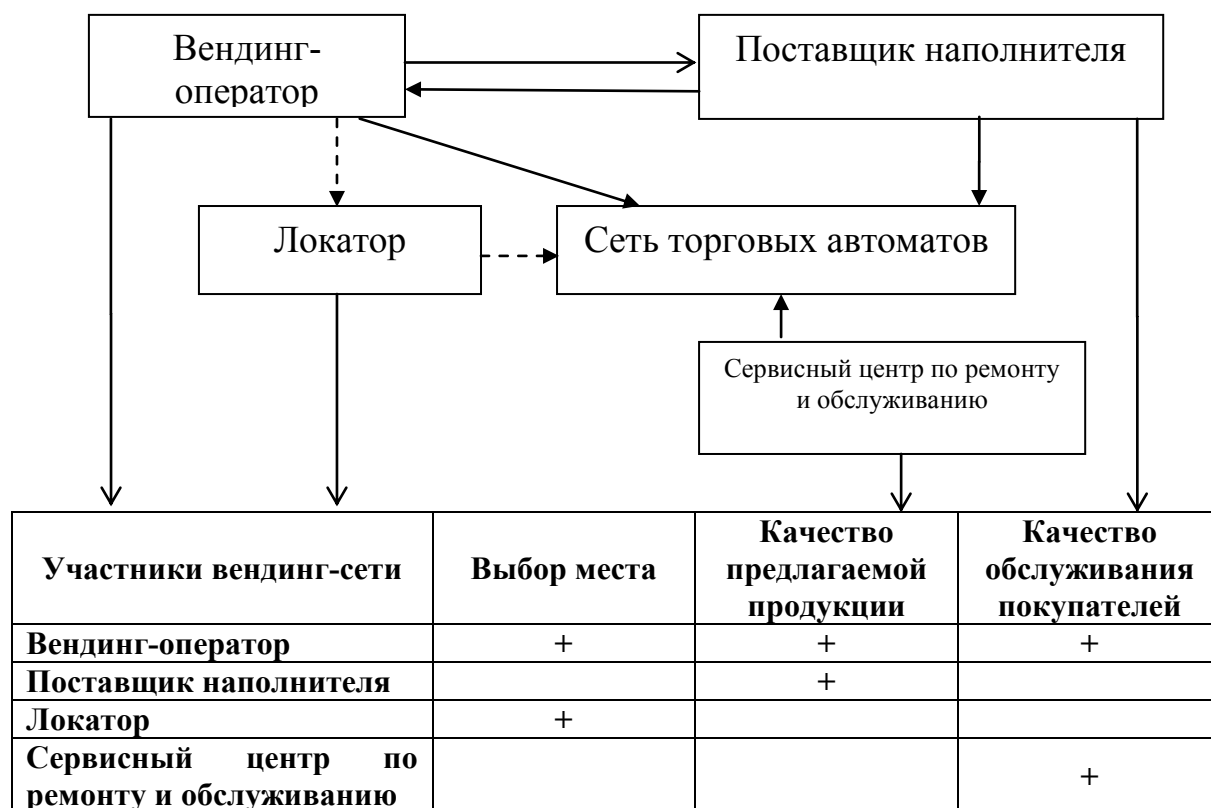 Вендинг-
оператор
Поставщик наполнителя
Локатор
Сеть торговых автоматов
Сервисный центр по ремонту
и обслуживанию
Участники вендинг-сети
Выбор места
Качество
предлагаемой
продукции
Качество
обслуживания
покупателей
Вендинг-оператор + + +
Поставщик наполнителя +
Локатор +
Сервисный центр по
ремонту и обслуживанию +